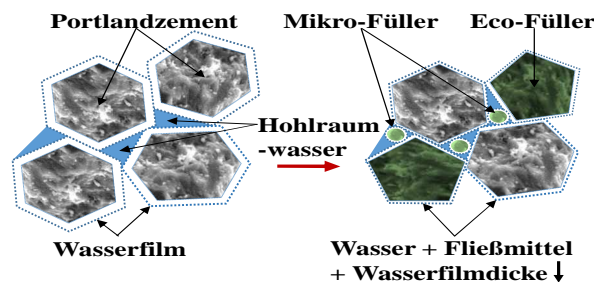 Portlandzement
Mikro-Füller
Eco-Füller
Hohlraum
-wasser
Wasserfilm
Wasser + Fließmittel
+ Wasserfilmdicke ↓